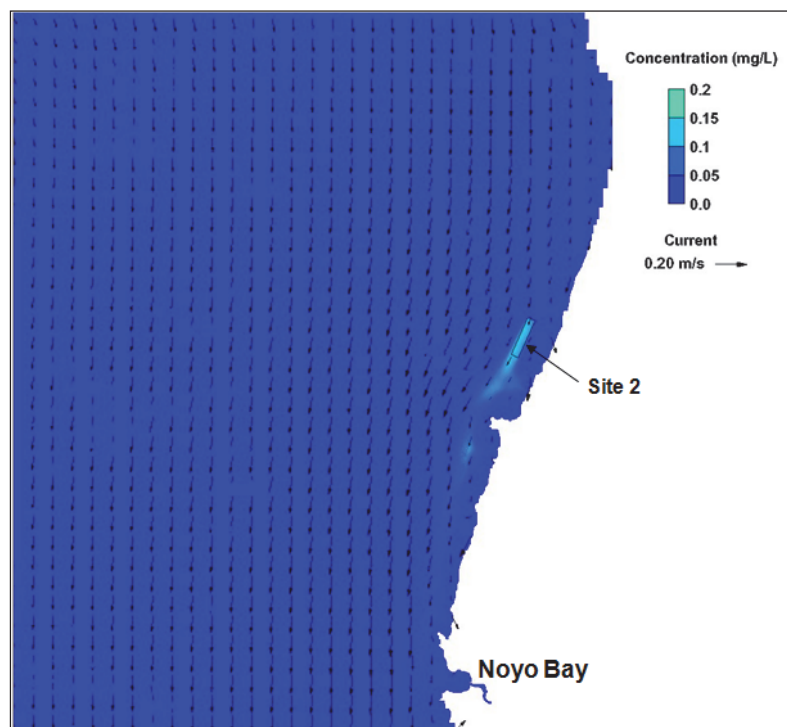 Concentration (mg/L)
0.2
0.15
0.1
0.05
0.0
Current
0.20 m/s
Site 2
Noyo Bay